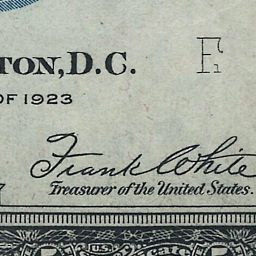 TON, D.C.
F
OF 1923
Frank White
Treasurer of the United States.